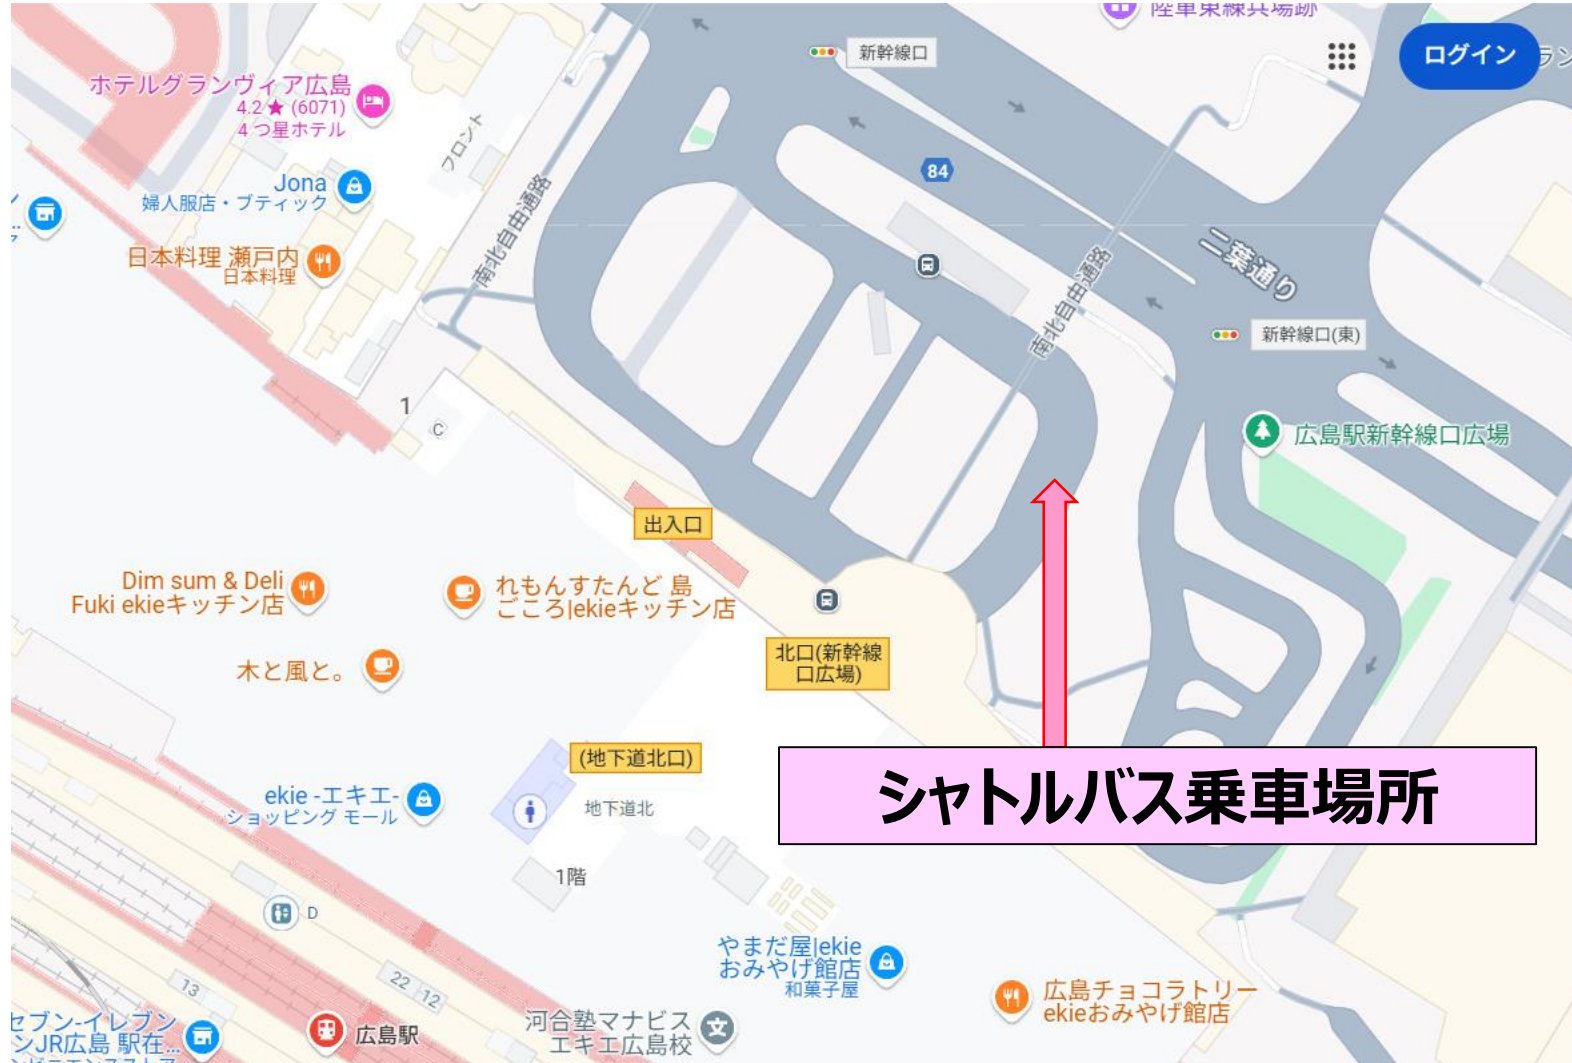 陸軍東練兵場跡
新幹線口
ログイン
ホテルグランヴィア広島
4.2★ (6071)
4 つ星ホテル
フロント
84
Jona
婦人服店・ブティック
南北自由通路
二葉通り
日本料理 瀬戸内
日本料理
南北自由通路
新幹線口(東)
1
C
広島駅新幹線口広場
出入口
Dim sum & Deli
Fuki ekieキッチン店
れもんすたんど 島
ごころ|ekieキッチン店
北口(新幹線
口広場)
木と風と。
(地下道北口)
シャトルバス乗車場所
ekie -エキエ-
ショッピング モール
地下道北
1階
D
やまだ屋|ekie
おみやげ館店
和菓子屋
22
12
13
広島チョコラトリー
ekieおみやげ館店
セブン-イレブン
ンJR広島 駅在...
広島駅
河合塾マナビス
エキエ広島校